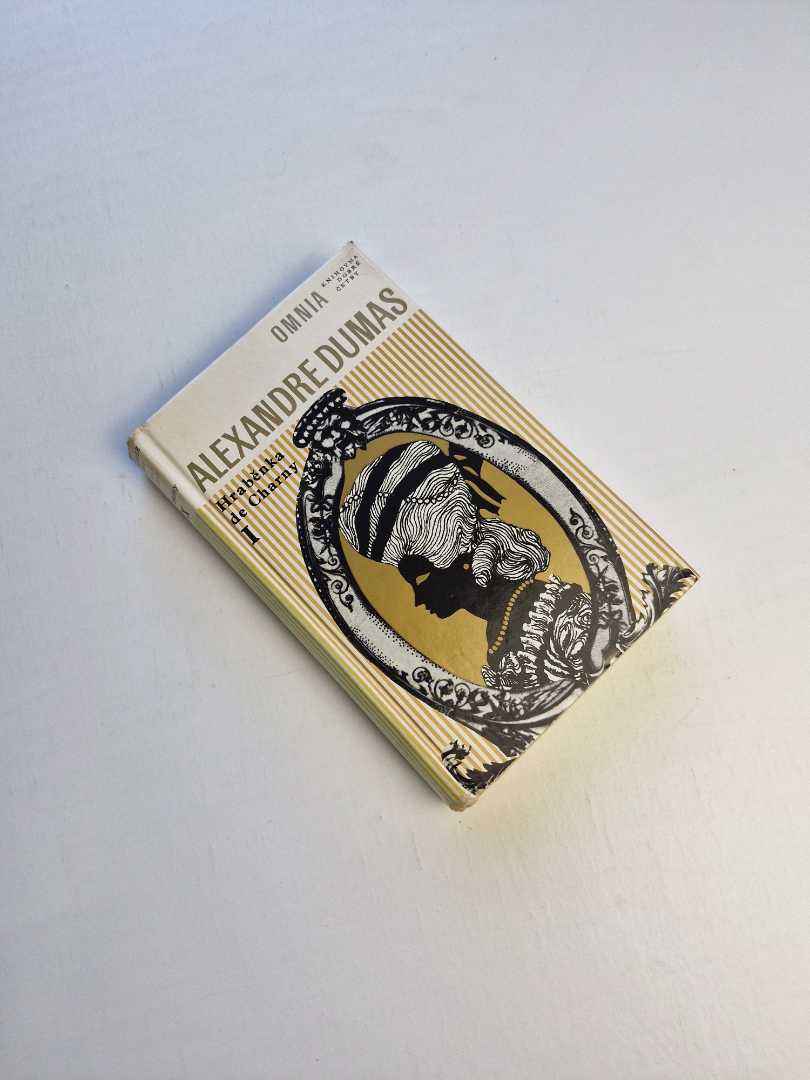 OMNIA
KNIHOVNA
DOBRÉ
ČETBY
ALEXANDRE DUMAS
Hraběnka
de Charny
I
I